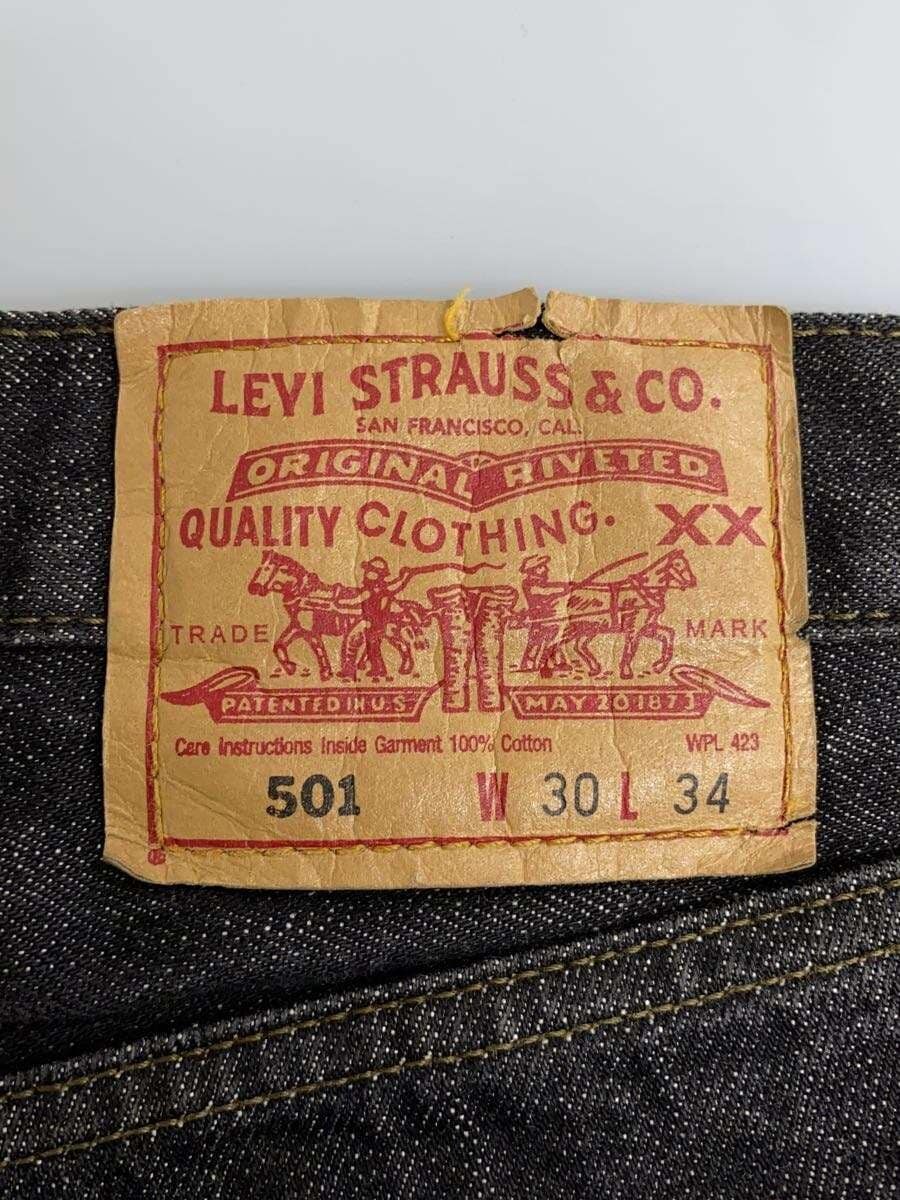 LEVI STRAUSS & CO.
SAN FRANCISCO, CAL.
ORIGINAL RIVETED
QUALITY CLOTHING. XX
TRADE MARK
PATENTED IN U.S. MAY 20 1873
Care Instructions Inside Garment 100% Cotton WPL 423
501 W 30 L 34